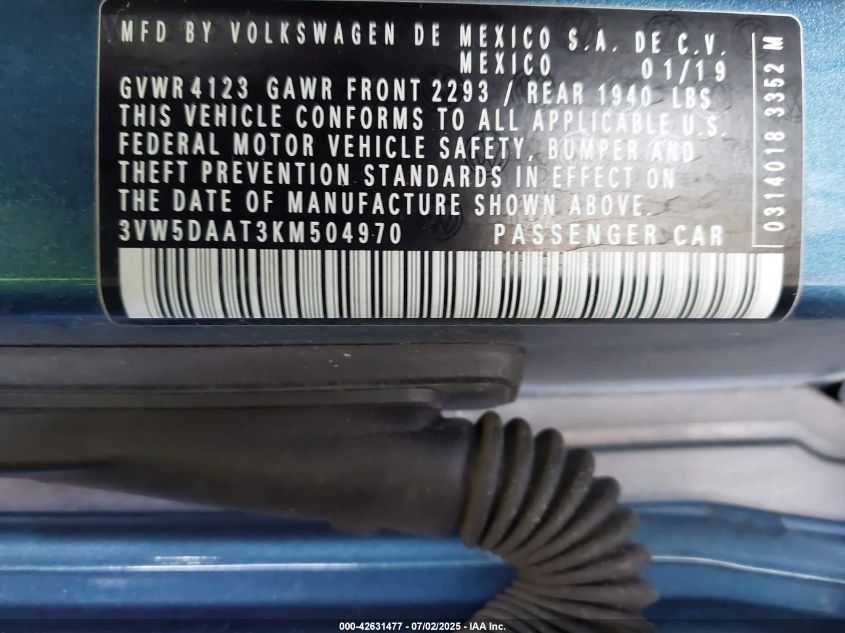 MFD BY VOLKSWAGEN DE MEXICO S.A. DE C.V.
MEXICO 01/19
GVWR 4123 GAWR FRONT 2293 / REAR 1940 LBS
THIS VEHICLE CONFORMS TO ALL APPLICABLE U.S.
FEDERAL MOTOR VEHICLE SAFETY, BUMPER AND
THEFT PREVENTION STANDARDS IN EFFECT ON
THE DATE OF MANUFACTURE SHOWN ABOVE.
3VW5DAAT3KM504970 PASSENGER CAR
0314018 3352 M
000-42631477 - 07/02/2025 - IAA Inc.